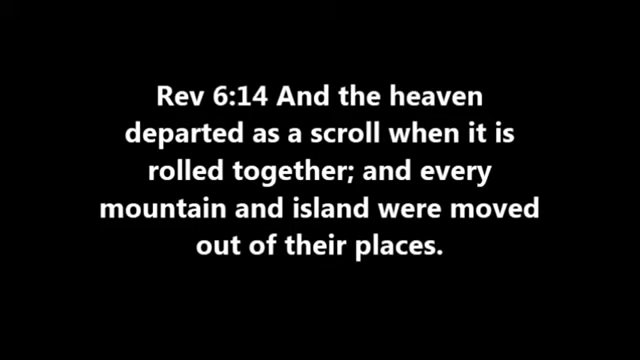 Rev 6:14 And the heaven
departed as a scroll when it is
rolled together; and every
mountain and island were moved
out of their places.